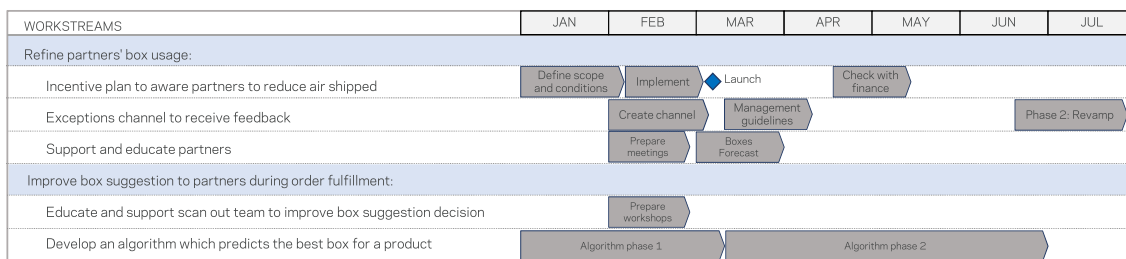 WORKSTREAMS JAN FEB MAR APR MAY JUN JUL
Refine partners' box usage:
Incentive plan to aware partners to reduce air shipped
Define scope
and conditions
Implement
Launch
Check with
finance
Exceptions channel to receive feedback
Create channel
Management
guidelines
Phase 2: Revamp
Support and educate partners
Prepare
meetings
Boxes
Forecast
Improve box suggestion to partners during order fulfillment:
Educate and support scan out team to improve box suggestion decision
Prepare
workshops
Develop an algorithm which predicts the best box for a product
Algorithm phase 1
Algorithm phase 2